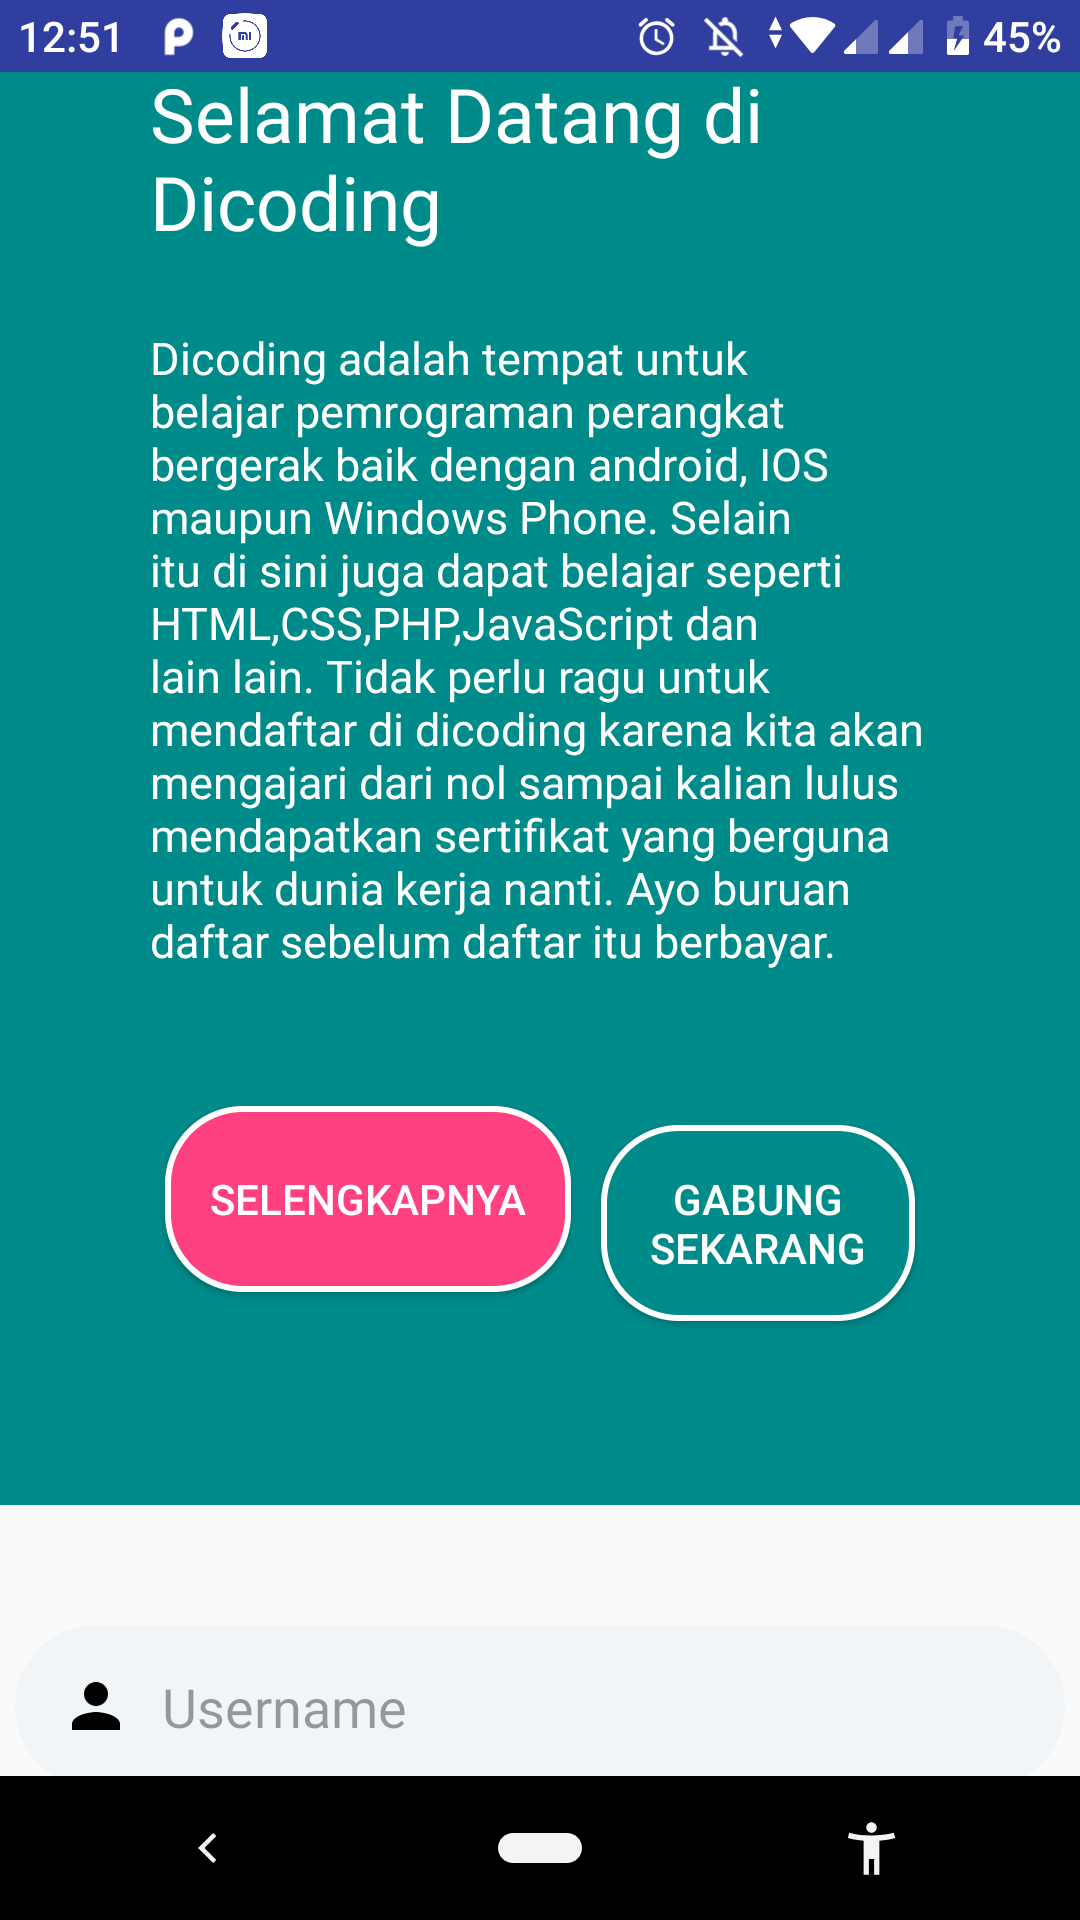 12:51
45%
Selamat Datang di
Dicoding
Dicoding adalah tempat untuk
belajar pemrograman perangkat
bergerak baik dengan android, IOS
maupun Windows Phone. Selain
itu di sini juga dapat belajar seperti
HTML,CSS,PHP,JavaScript dan
lain lain. Tidak perlu ragu untuk
mendaftar di dicoding karena kita akan
mengajari dari nol sampai kalian lulus
mendapatkan sertifikat yang berguna
untuk dunia kerja nanti. Ayo buruan
daftar sebelum daftar itu berbayar.
SELENGKAPNYA
GABUNG
SEKARANG
Username